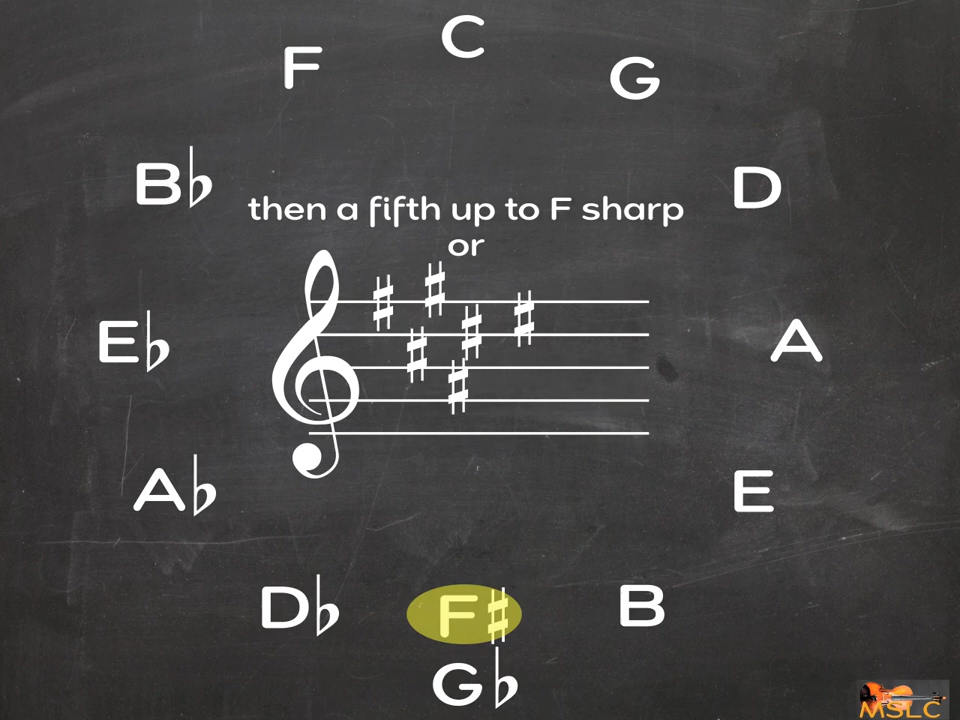 C
F
G
B♭
D
then a fifth up to F sharp
or
E♭
A
A♭
E
D♭
F♯
B
G♭
MSLC